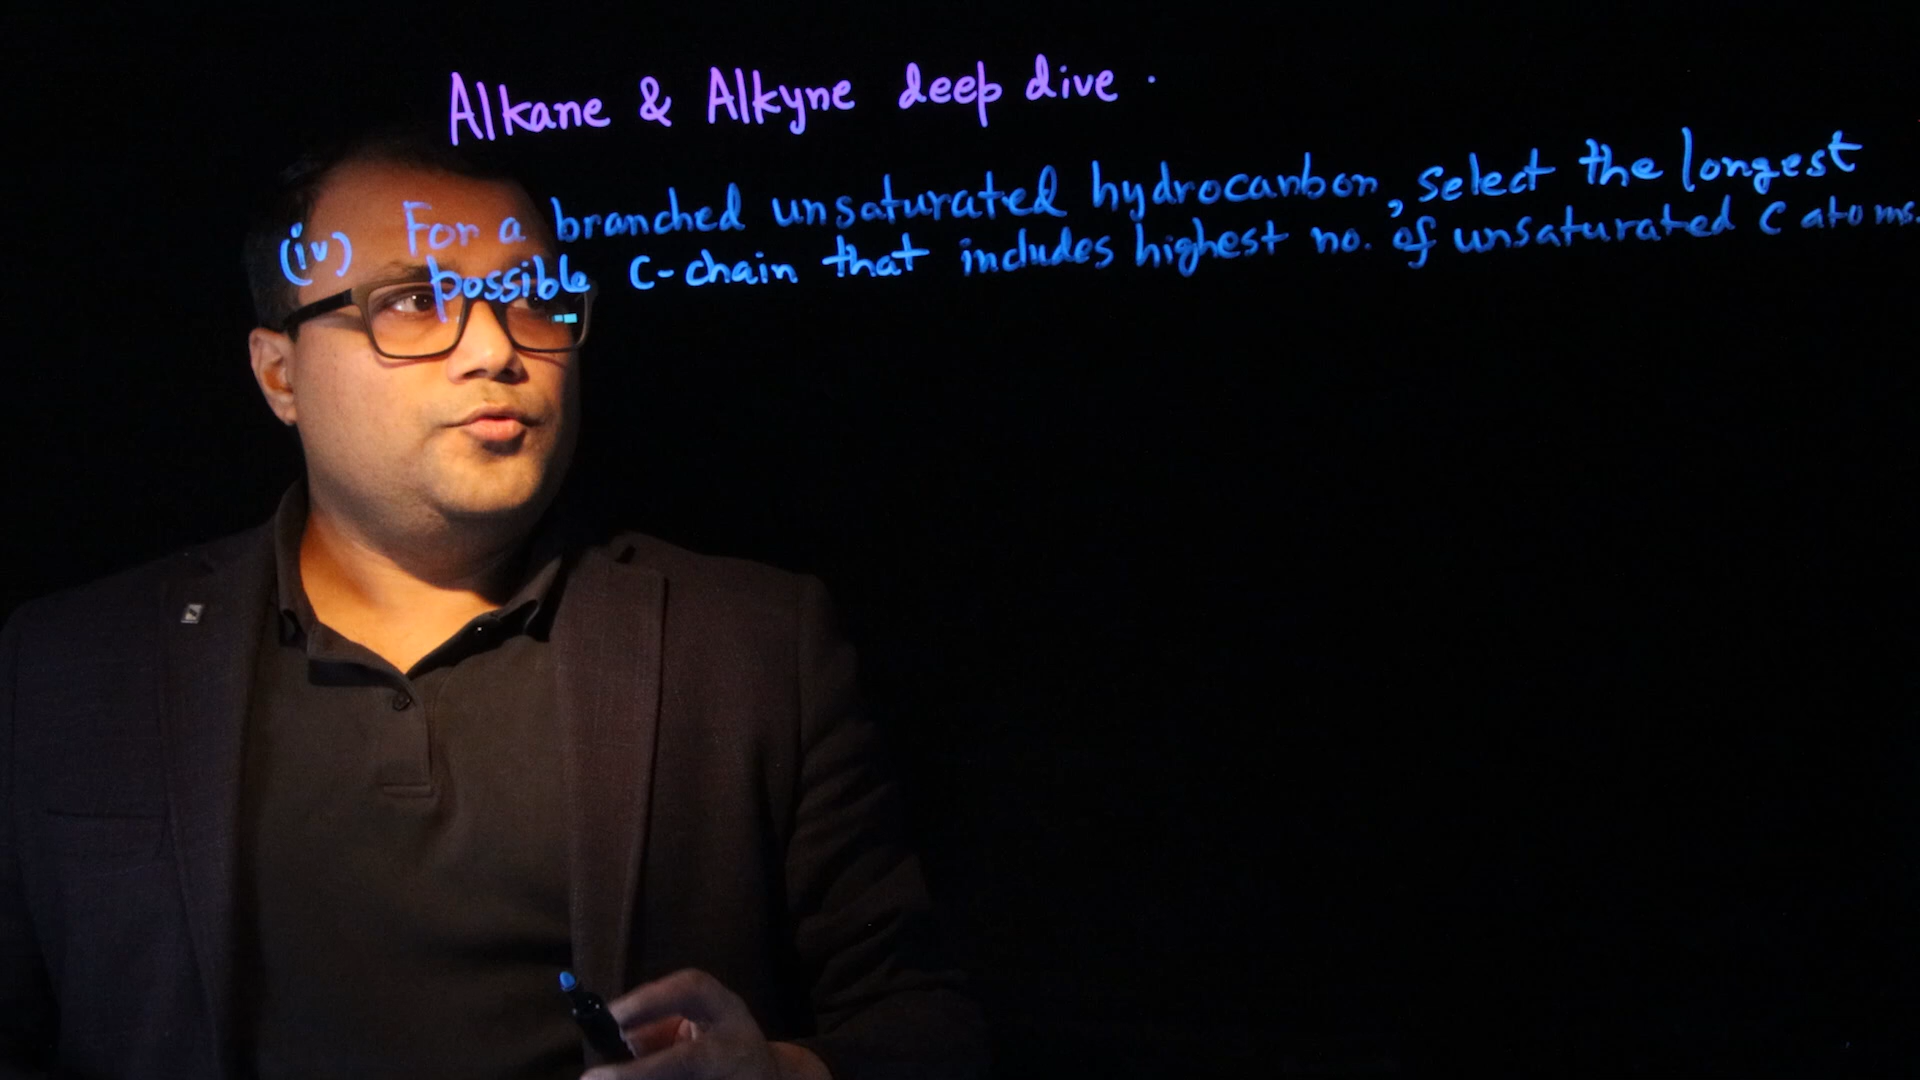 Alkane & Alkyne deep dive.
(iv) For a branched unsaturated hydrocarbon, select the longest
possible C-chain that includes highest no. of unsaturated C atoms.